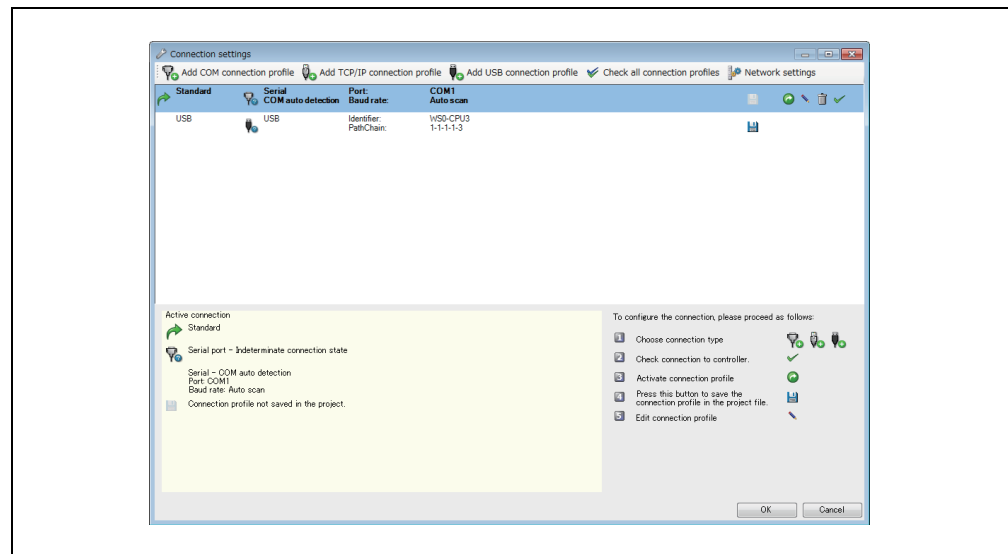 Connection settings
Add COM connection profile Add TCP/IP connection profile Add USB connection profile Check all connection profiles Network settings
Standard Serial Port: COM1
COM auto detection Baud rate: Auto scan
USB USB Identifier: WS0-CPU3
PathChain: 1-1-1-1-3
Active connection
Standard
Serial port - Indeterminate connection state
Serial - COM auto detection
Port: COM1
Baud rate: Auto scan
Connection profile not saved in the project.
To configure the connection, please proceed as follows:
1 Choose connection type
2 Check connection to controller.
3 Activate connection profile
4 Press this button to save the
connection profile in the project file.
5 Edit connection profile
OK Cancel